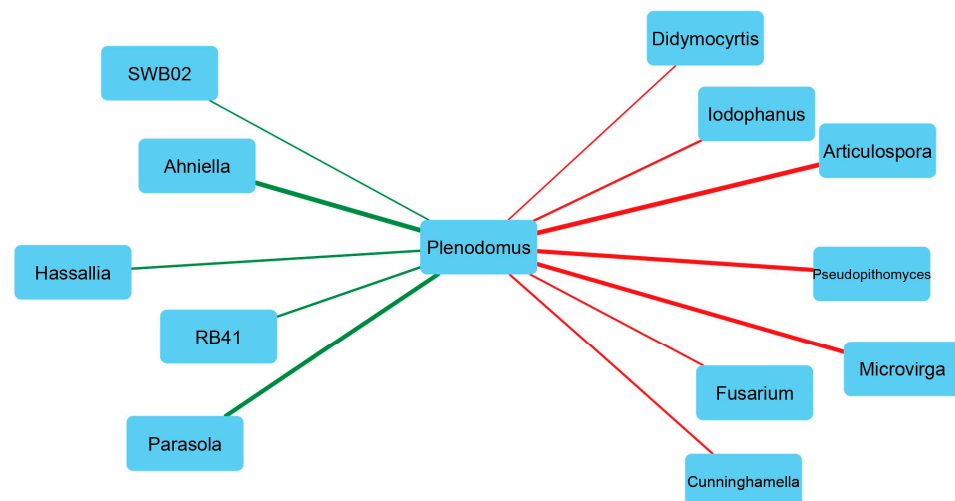 Didymocyrtis
SWB02
Iodophanus
Articulospora
Ahniella
Plenodomus
Hassallia
Pseudopithomyces
RB41
Microvirga
Fusarium
Parasola
Cunninghamella